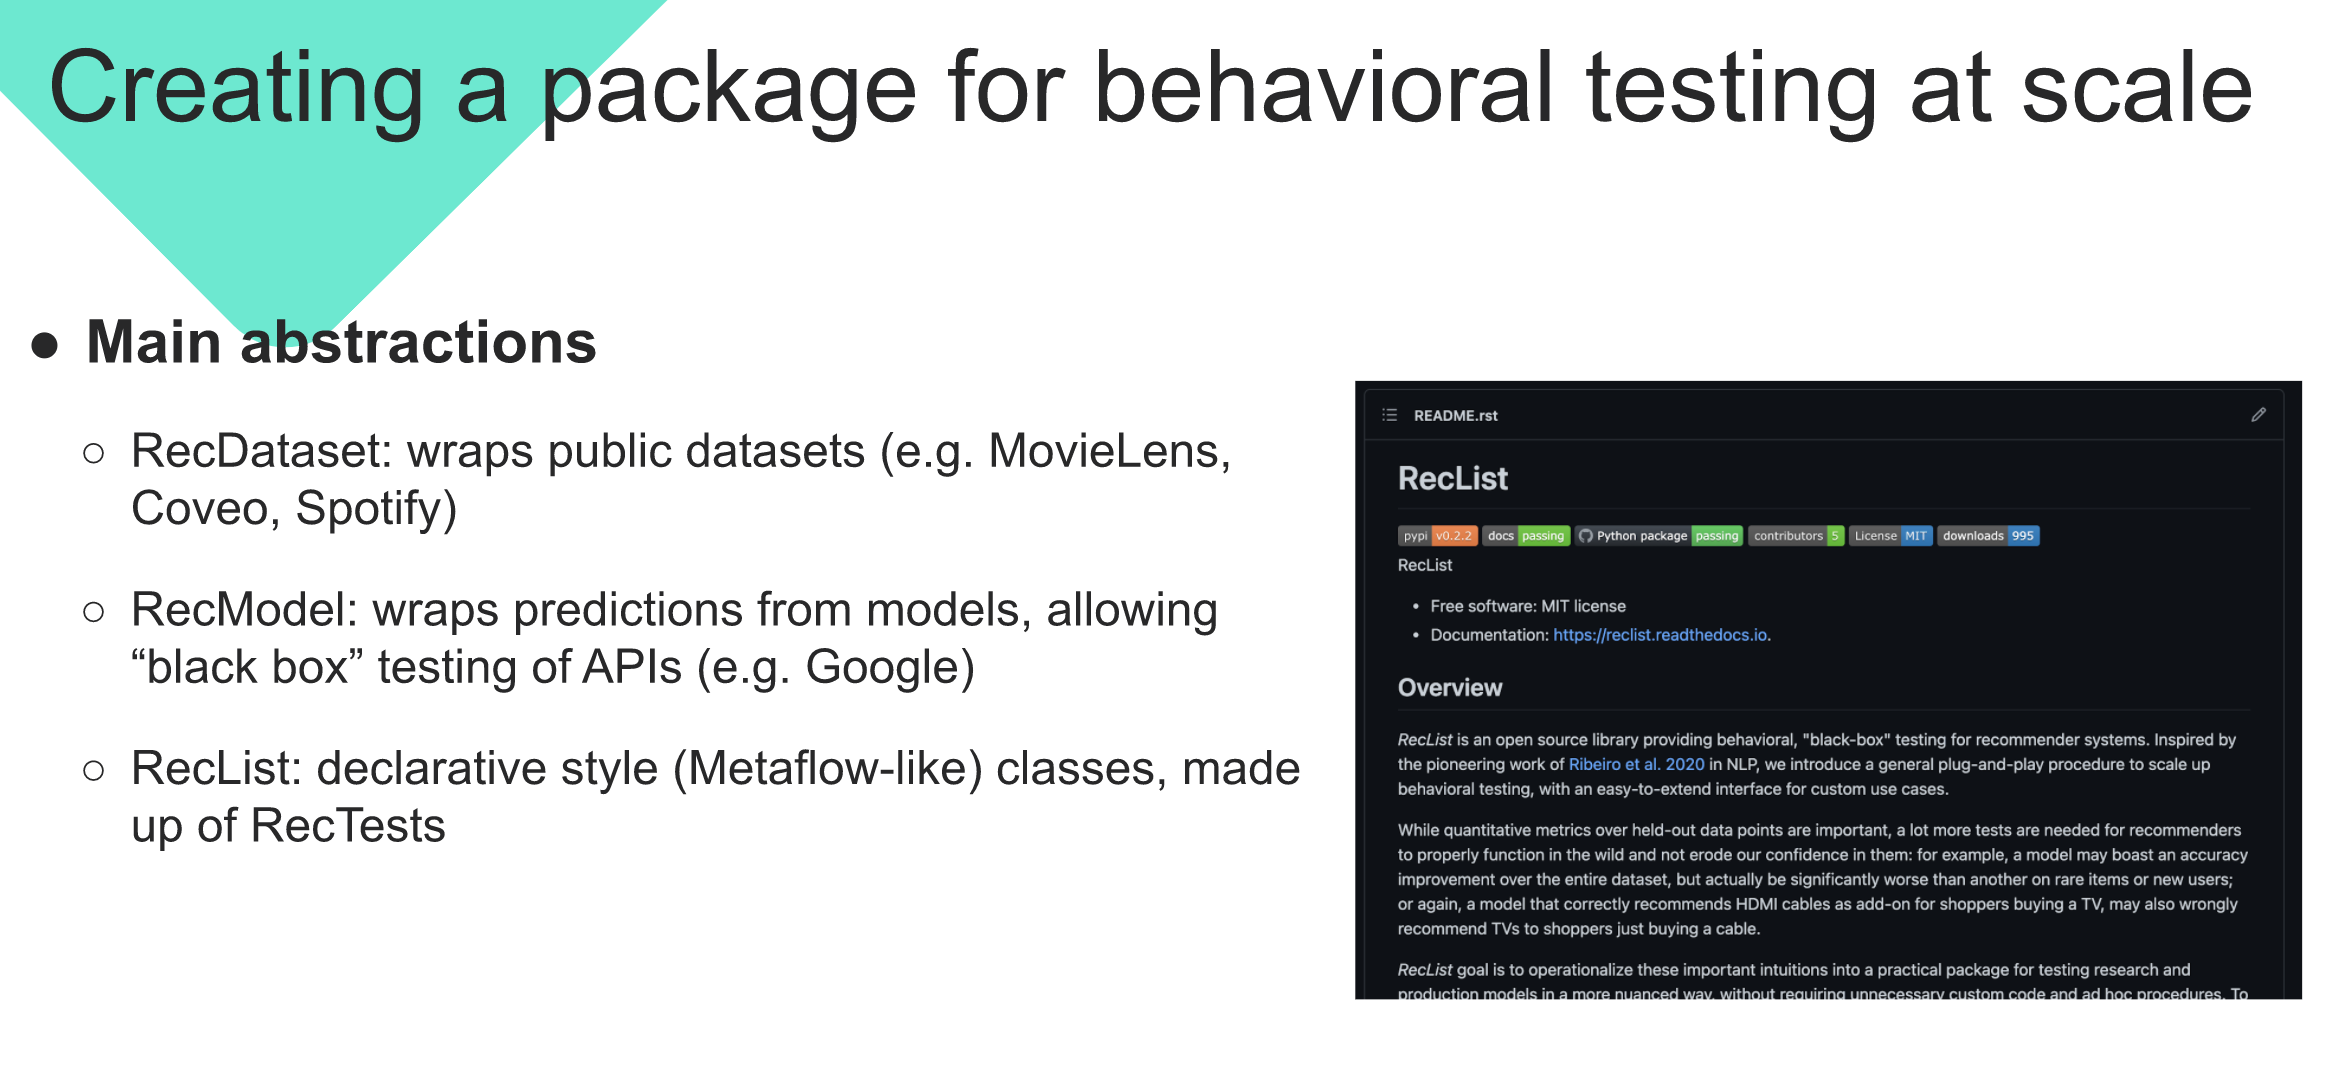 Creating a package for behavioral testing at scale
● Main abstractions
○ RecDataset: wraps public datasets (e.g. MovieLens,
Coveo, Spotify)
○ RecModel: wraps predictions from models, allowing
“black box” testing of APIs (e.g. Google)
○ RecList: declarative style (Metaflow-like) classes, made
up of RecTests
README.rst
RecList
pypi v0.2.2 docs passing Python package passing contributors 5 License MIT downloads 995
RecList
• Free software: MIT license
• Documentation: https://reclist.readthedocs.io.
Overview
RecList is an open source library providing behavioral, "black-box" testing for recommender systems. Inspired by
the pioneering work of Ribeiro et al. 2020 in NLP, we introduce a general plug-and-play procedure to scale up
behavioral testing, with an easy-to-extend interface for custom use cases.
While quantitative metrics over held-out data points are important, a lot more tests are needed for recommenders
to properly function in the wild and not erode our confidence in them: for example, a model may boast an accuracy
improvement over the entire dataset, but actually be significantly worse than another on rare items or new users;
or again, a model that correctly recommends HDMI cables as add-on for shoppers buying a TV, may also wrongly
recommend TVs to shoppers just buying a cable.
RecList goal is to operationalize these important intuitions into a practical package for testing research and
production models in a more nuanced way, without requiring unnecessary custom code and ad hoc procedures. To